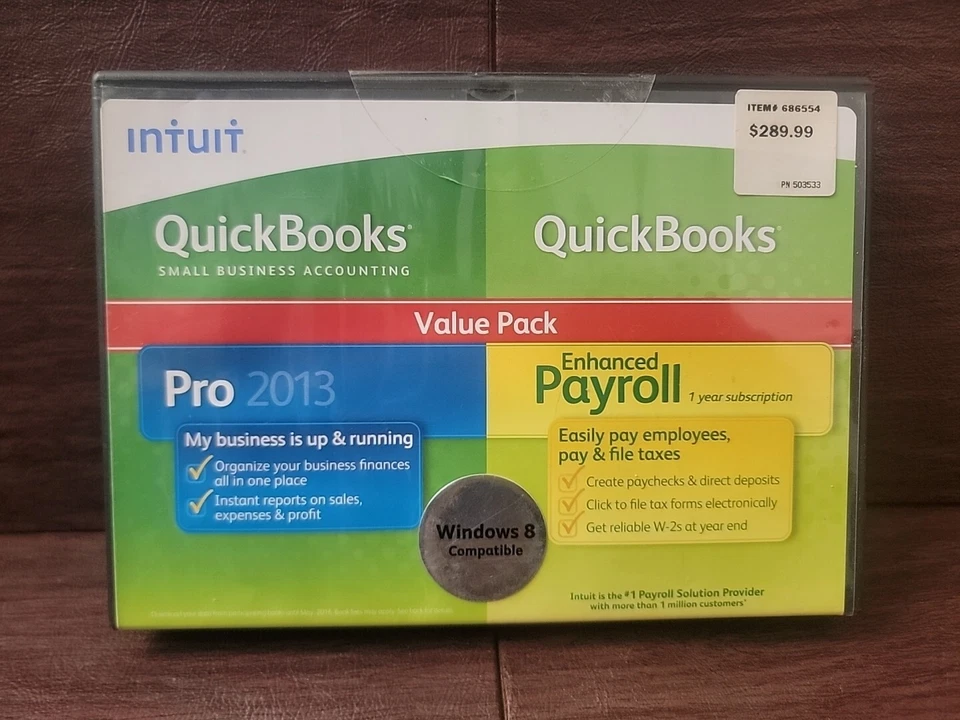 ITEM# 686554
$289.99
PN 503533
intuit
QuickBooks
SMALL BUSINESS ACCOUNTING
QuickBooks
Value Pack
Pro 2013
My business is up & running
Organize your business finances
all in one place
Instant reports on sales,
expenses & profit
Enhanced
Payroll 1 year subscription
Easily pay employees,
pay & file taxes
Create paychecks & direct deposits
Click to file tax forms electronically
Get reliable W-2s at year end
Windows 8
Compatible
Intuit is the #1 Payroll Solution Provider
with more than 1 million customers*